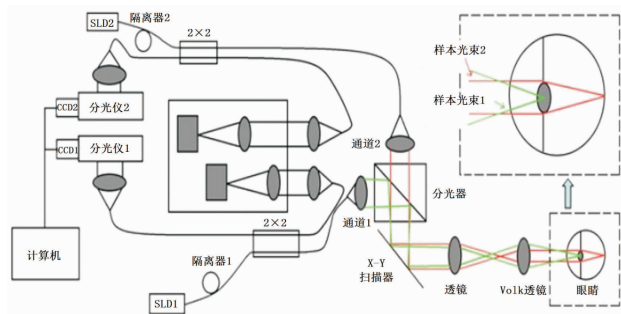 SLD2
隔离器2
2×2
CCD2
分光仪2
CCD1
分光仪1
计算机
2×2
隔离器1
SLD1
通道2
通道1
分光器
X-Y
扫描器
透镜
Volk透镜
眼睛
样本光束2
样本光束1